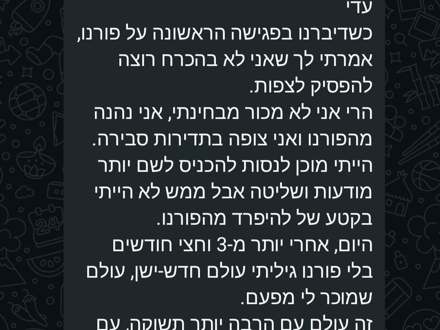 עדי
כשדיברנו בפגישה הראשונה על פורנו,
אמרתי לך שאני לא בהכרח רוצה
להפסיק לצפות.
הרי אני לא מכור מבחינתי, אני נהנה
מהפורנו ואני צופה בתדירות סבירה.
הייתי מוכן לנסות להכניס לשם יותר
מודעות ושליטה אבל ממש לא הייתי
בקטע של להיפרד מהפורנו.
היום, אחרי יותר מ-3 וחצי חודשים
בלי פורנו גיליתי עולם חדש-ישן, עולם
שמוכר לי מפעם.
זה עולם עם הרבה יותר תשוקה, עם